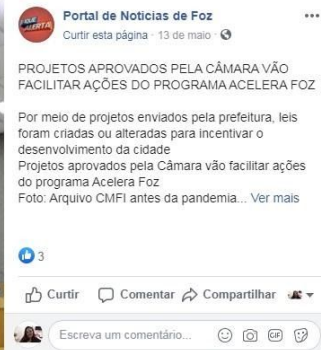 Portal de Noticias de Foz
Curtir esta página · 13 de maio ·
PROJETOS APROVADOS PELA CÂMARA VÃO
FACILITAR AÇÕES DO PROGRAMA ACELERA FOZ
Por meio de projetos enviados pela prefeitura, leis
foram criadas ou alteradas para incentivar o
desenvolvimento da cidade
Projetos aprovados pela Câmara vão facilitar ações
do programa Acelera Foz
Foto: Arquivo CMFI antes da pandemia... Ver mais
3
Curtir Comentar Compartilhar
Escreva um comentário... GIF